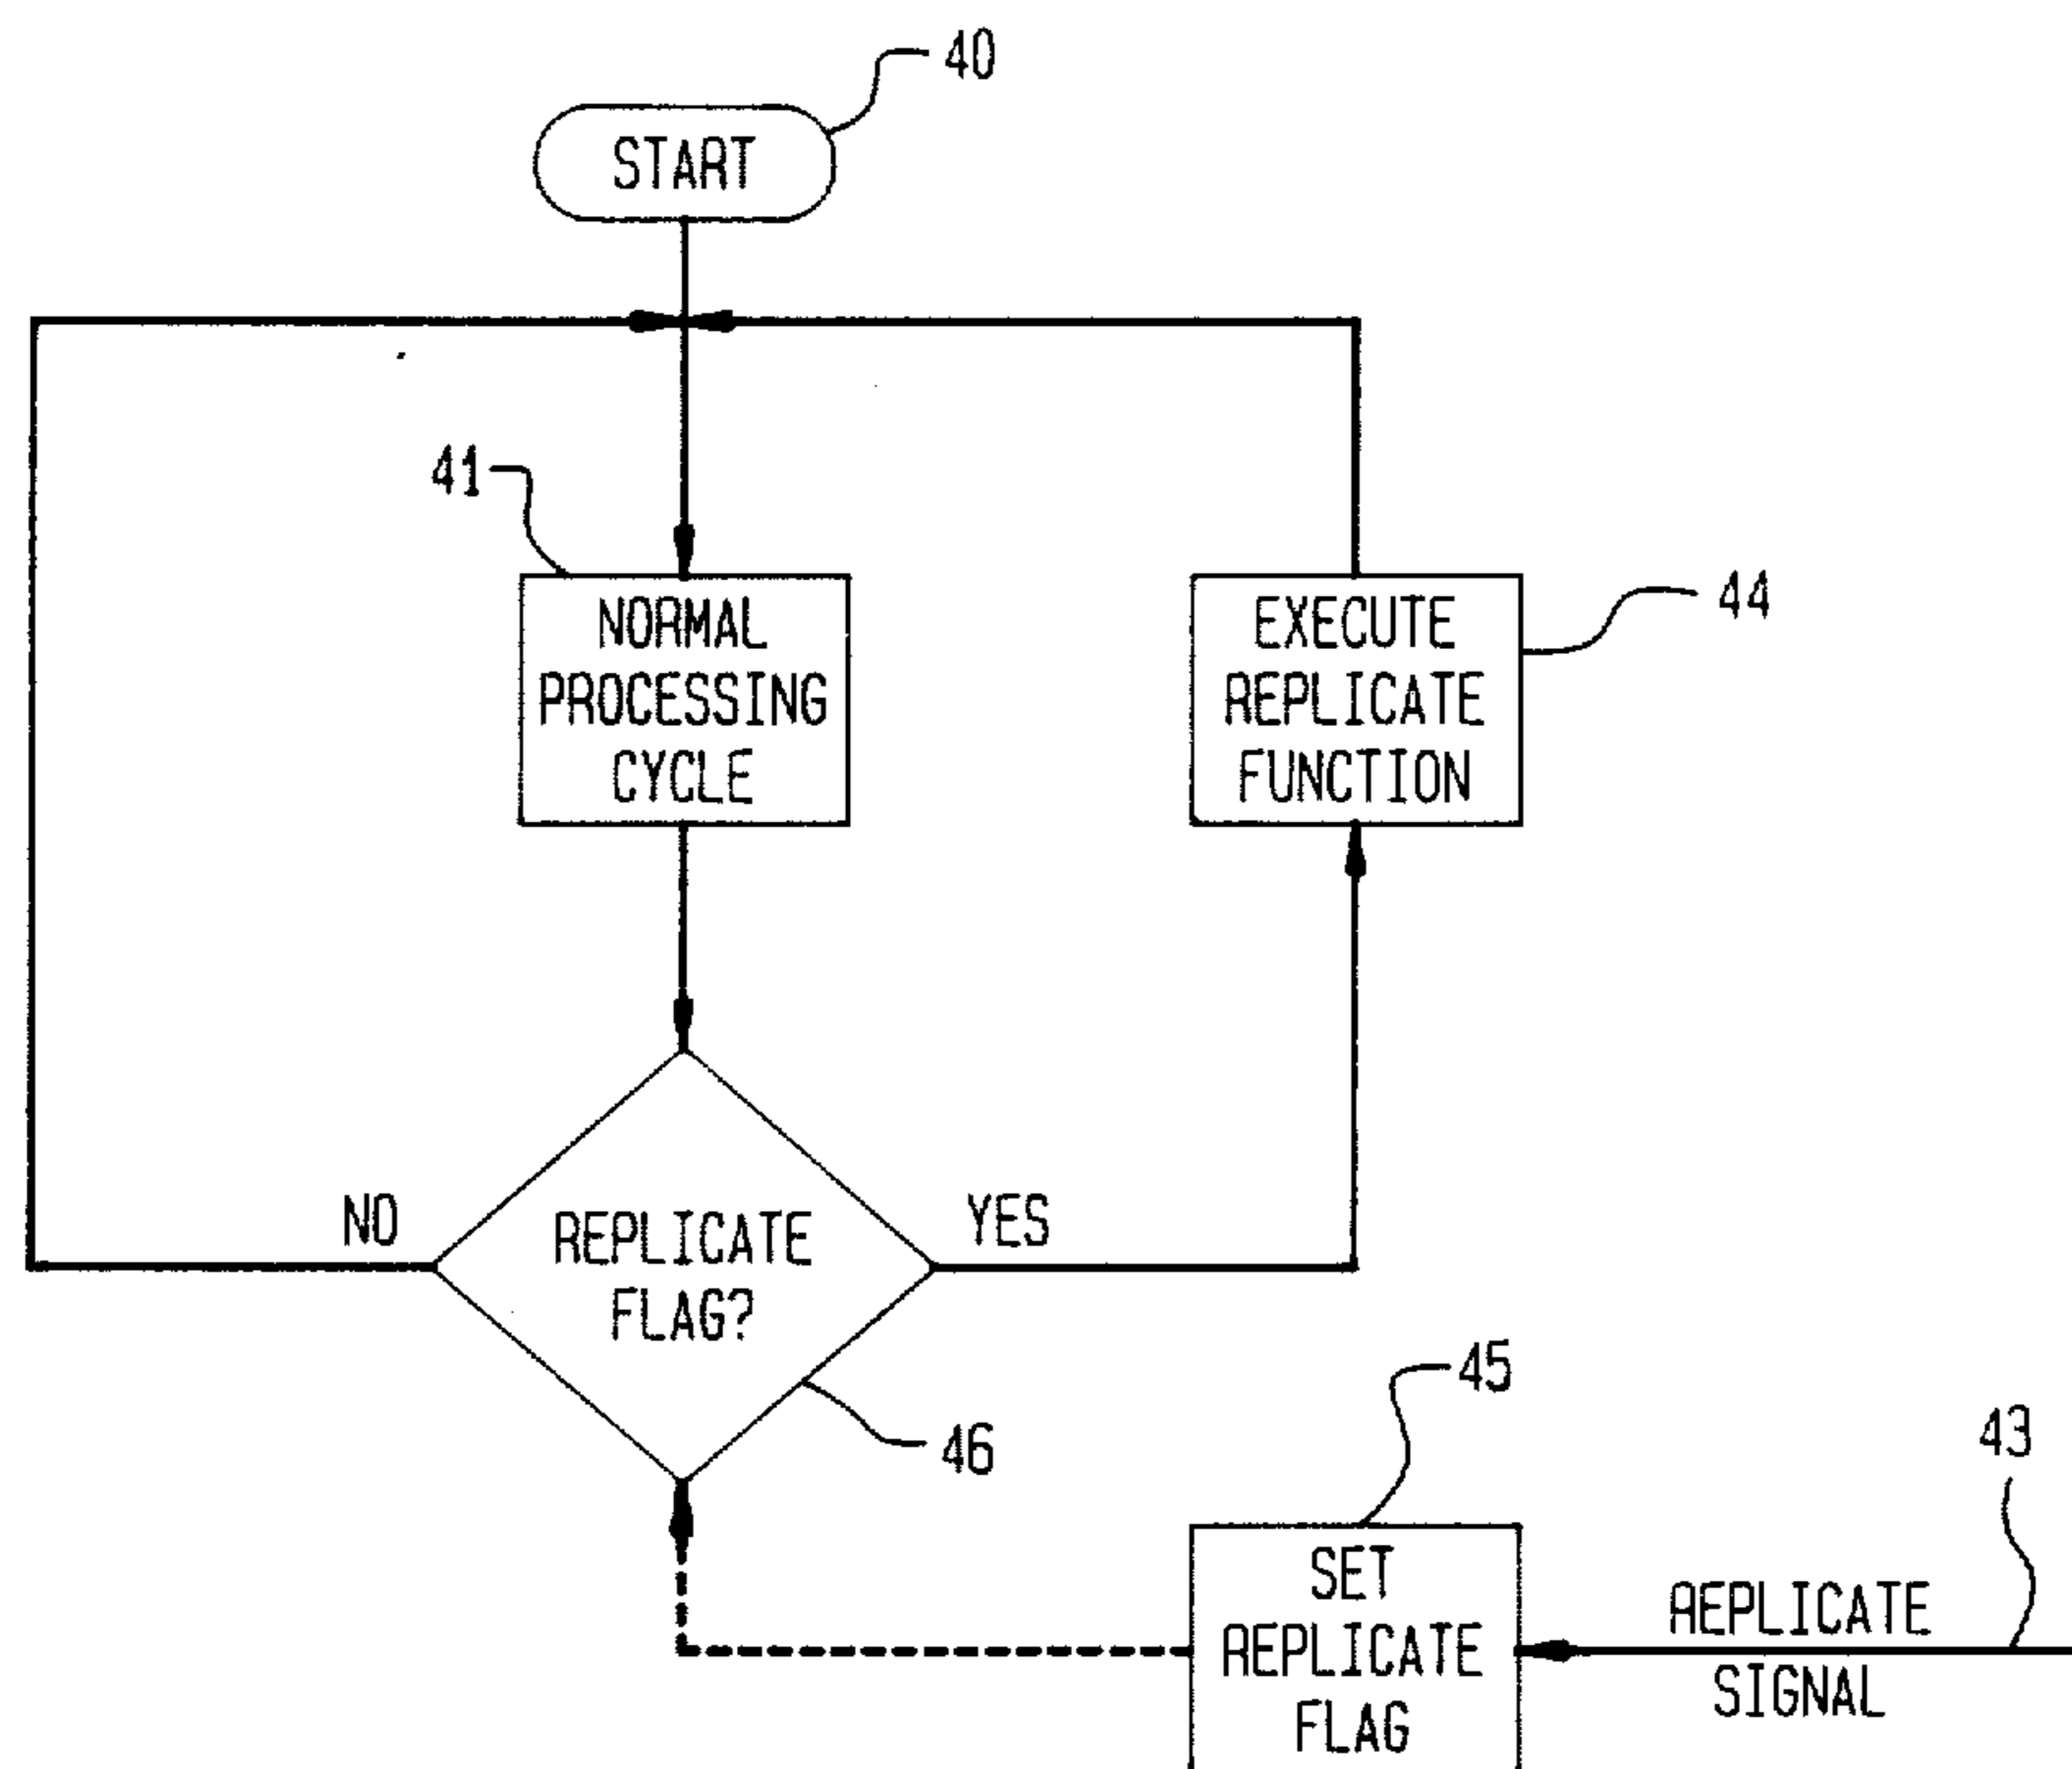 40
START
41
NORMAL
PROCESSING
CYCLE
EXECUTE
REPLICATE
FUNCTION
44
NO
REPLICATE
FLAG?
YES
46
45
43
SET
REPLICATE
FLAG
REPLICATE
SIGNAL